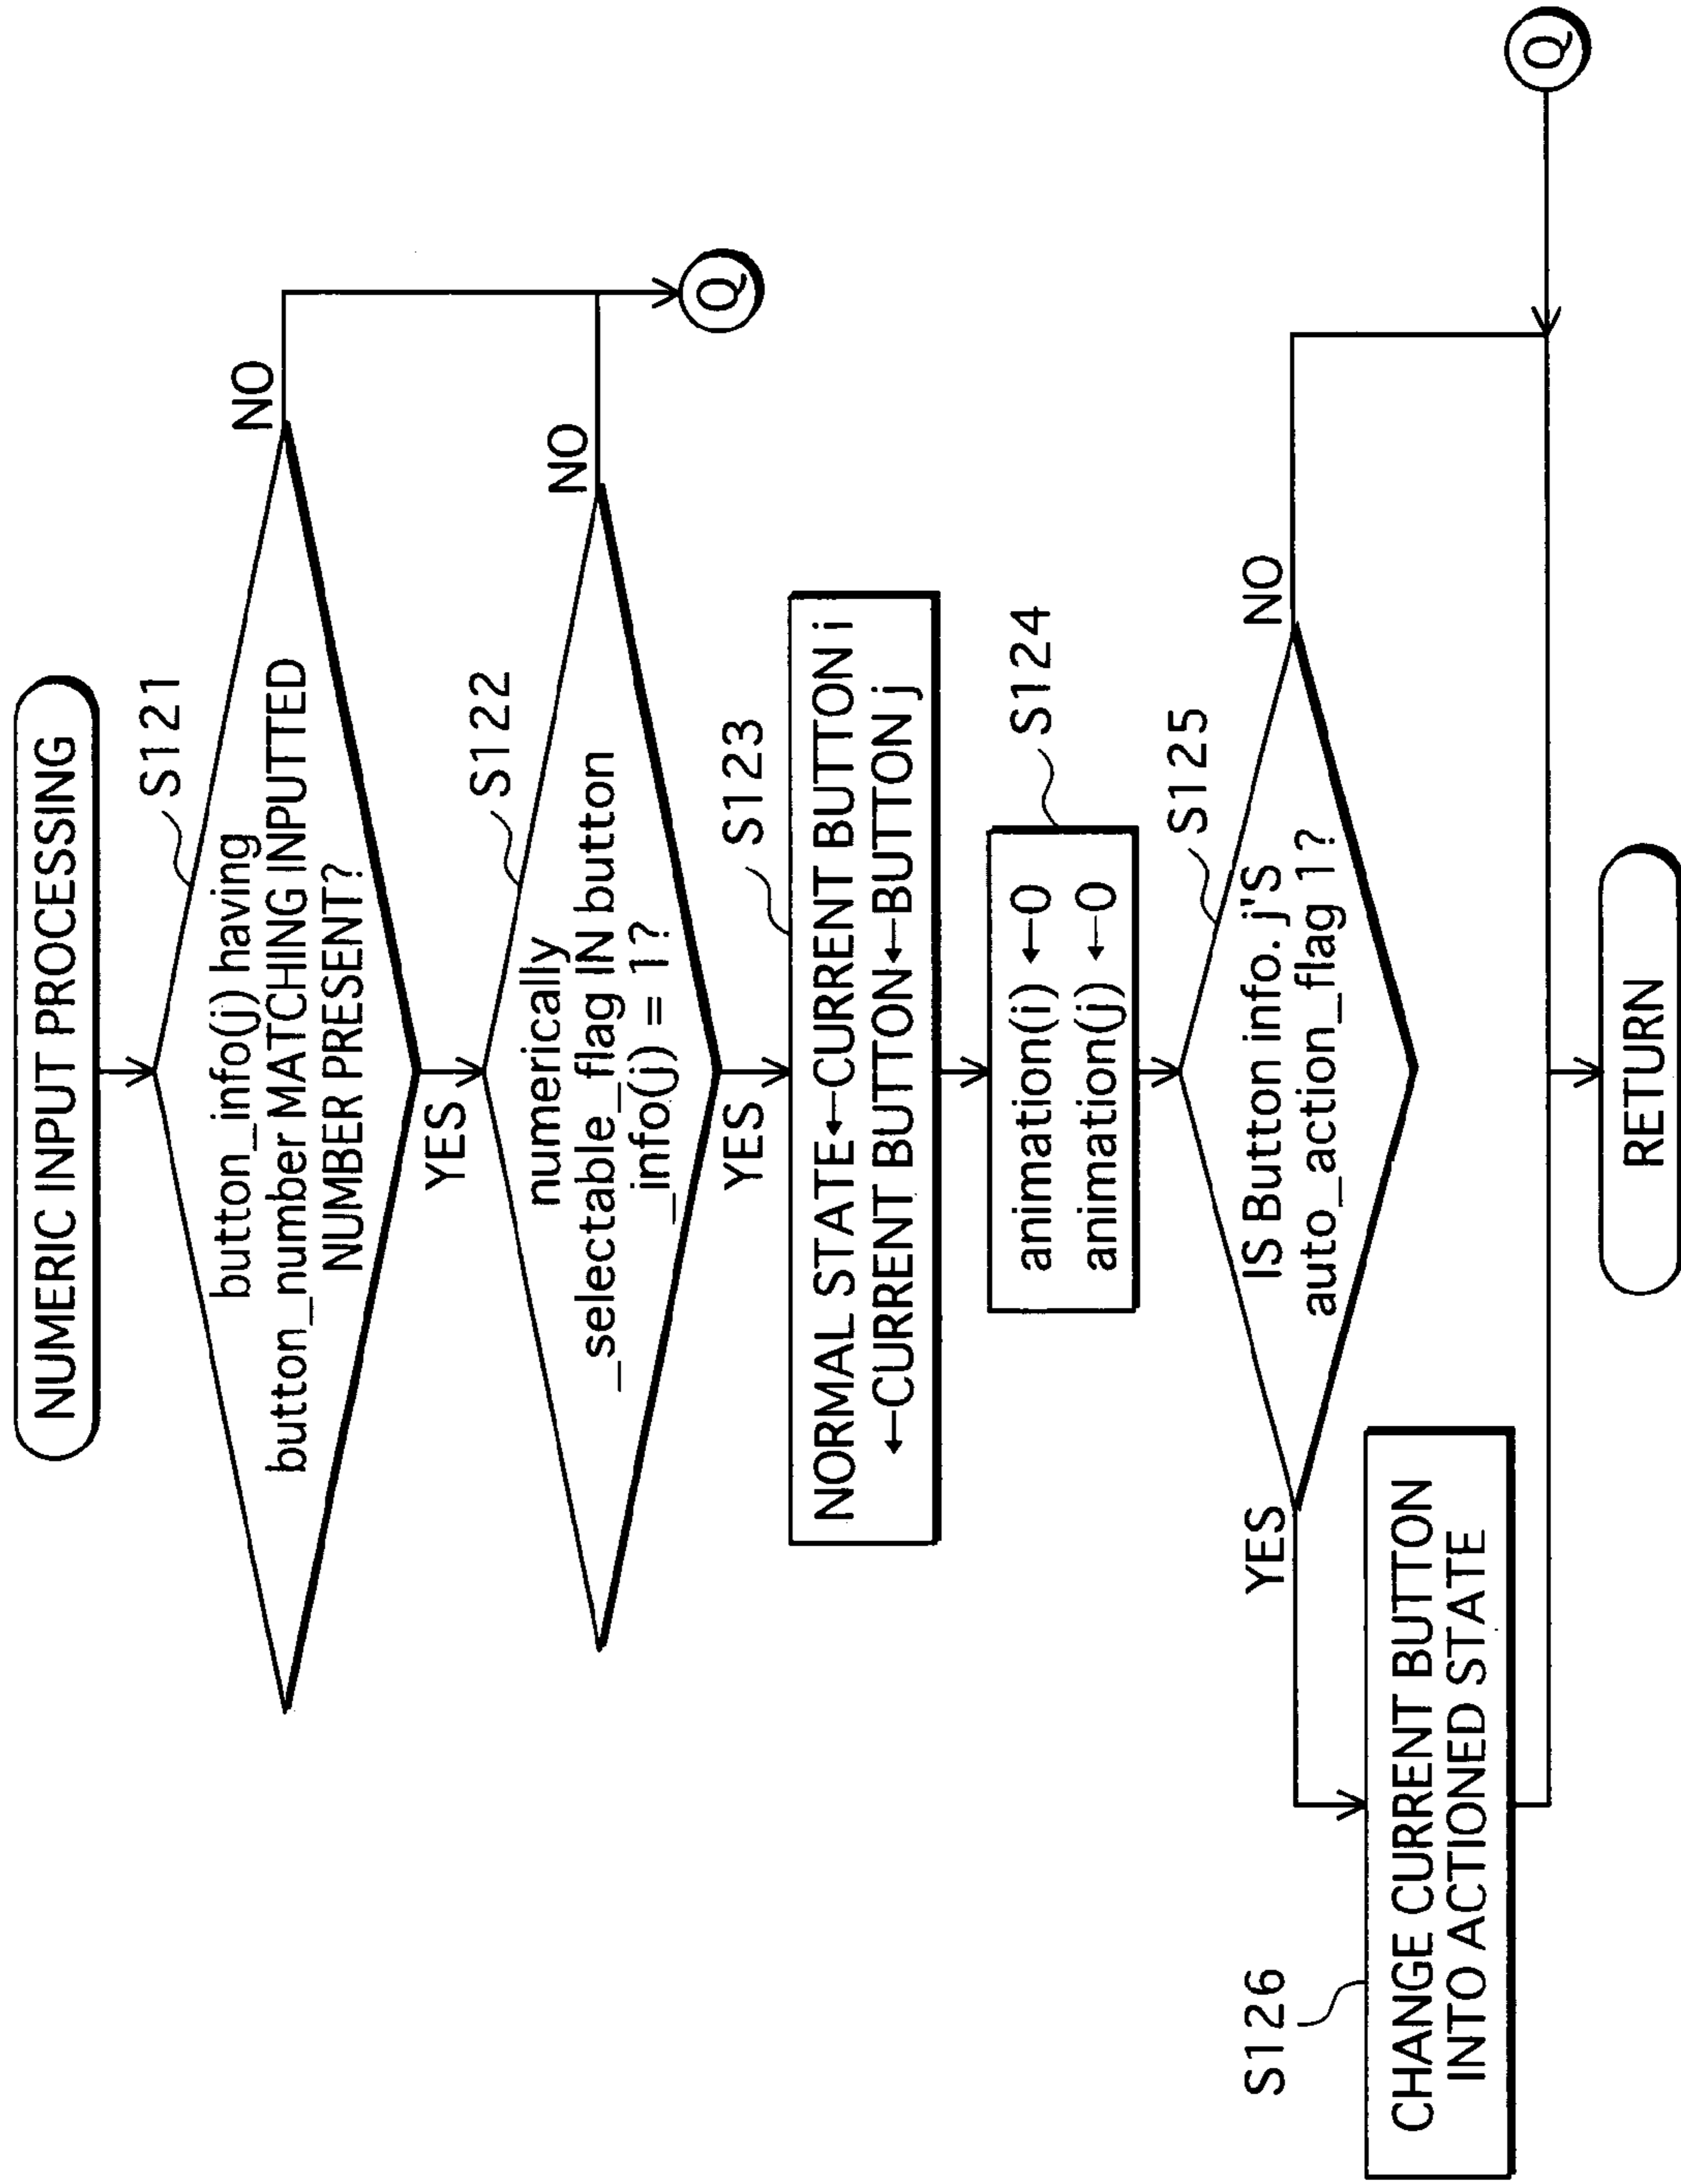 NUMERIC INPUT PROCESSING
S121
button_info(j) having
button_number MATCHING INPUTTED
NUMBER PRESENT?
NO
YES
S122
numerically
_selectable_flag IN button
_info(j) = 1?
NO
Q
YES
S123
NORMAL STATE←CURRENT BUTTON i
←CURRENT BUTTON←BUTTON j
S124
animation(i) ←0
animation(j) ←0
S125
IS Button info. j'S
auto_action_flag 1?
YES
NO
S126
CHANGE CURRENT BUTTON
INTO ACTIONED STATE
Q
RETURN